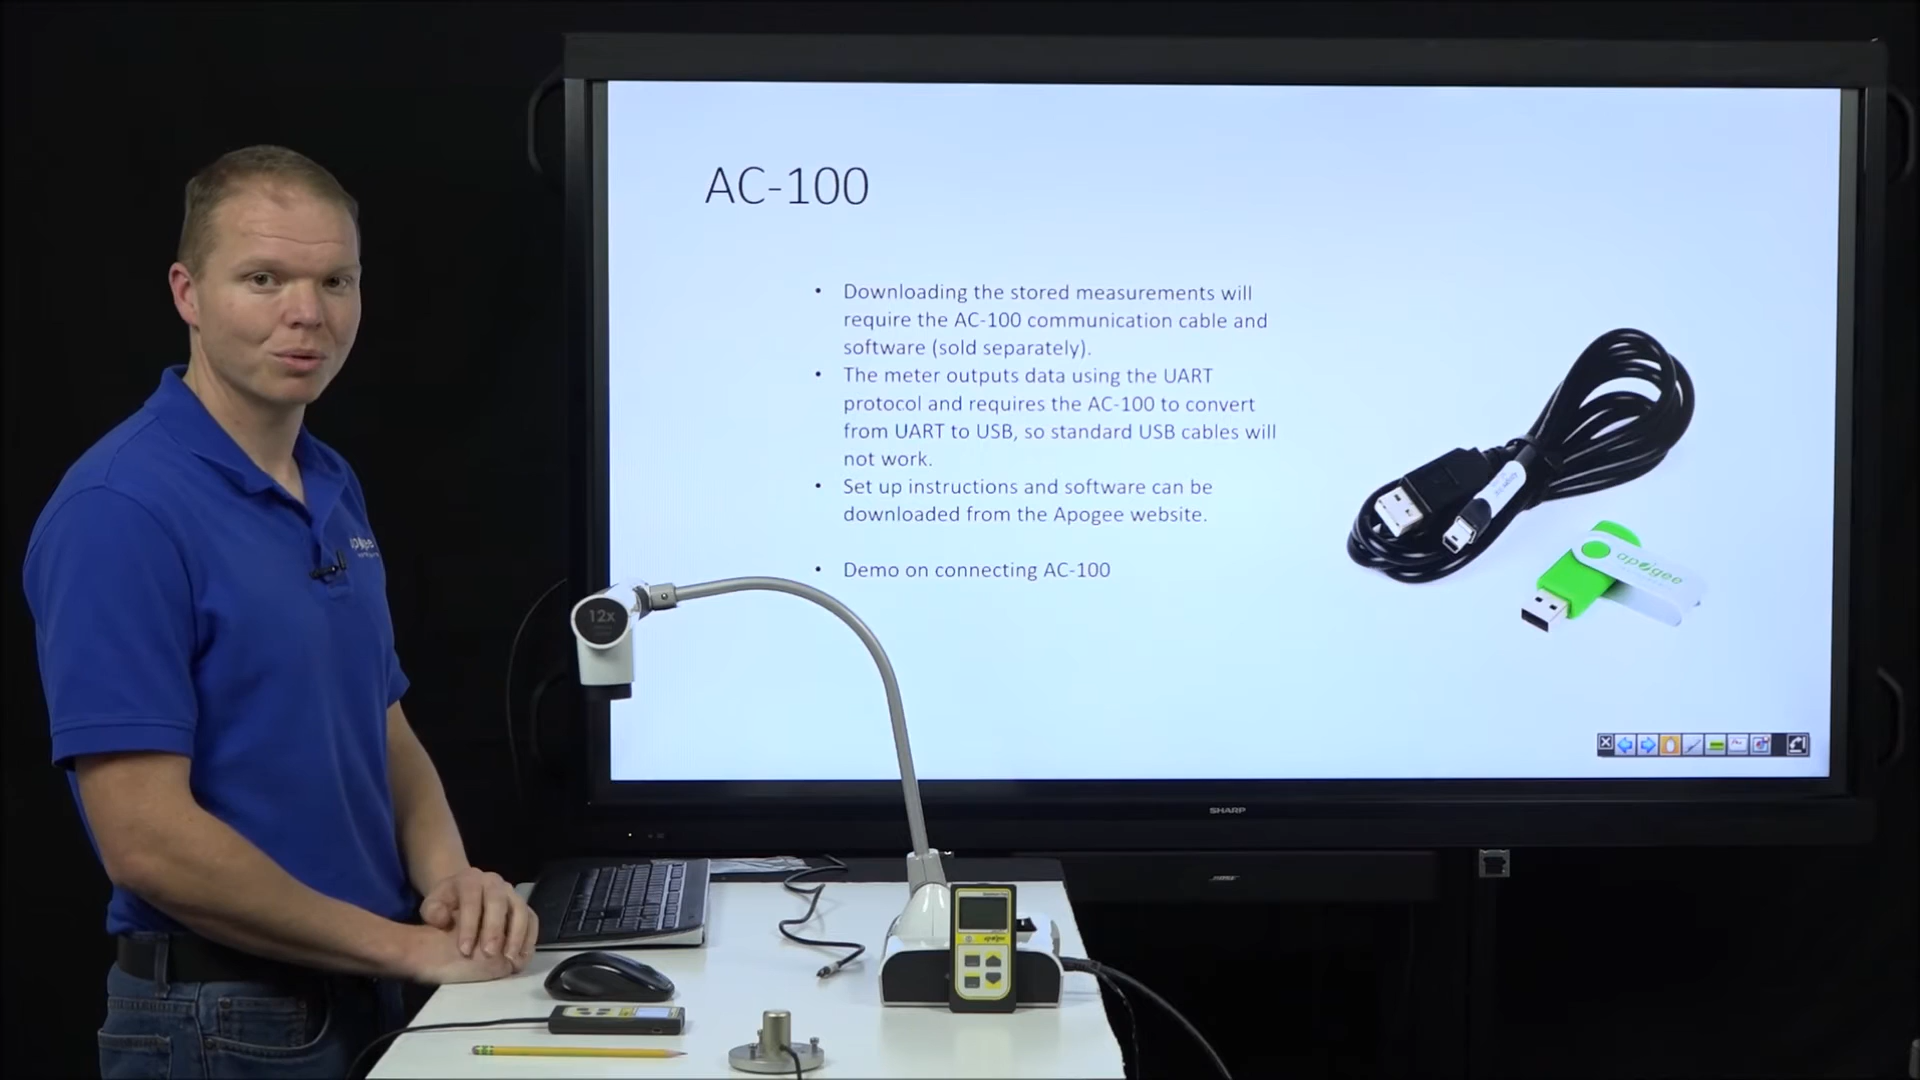 AC-100
• Downloading the stored measurements will
require the AC-100 communication cable and
software (sold separately).
• The meter outputs data using the UART
protocol and requires the AC-100 to convert
from UART to USB, so standard USB cables will
not work.
• Set up instructions and software can be
downloaded from the Apogee website.
• Demo on connecting AC-100
apogee
apogee
12x
SHARP
apogee